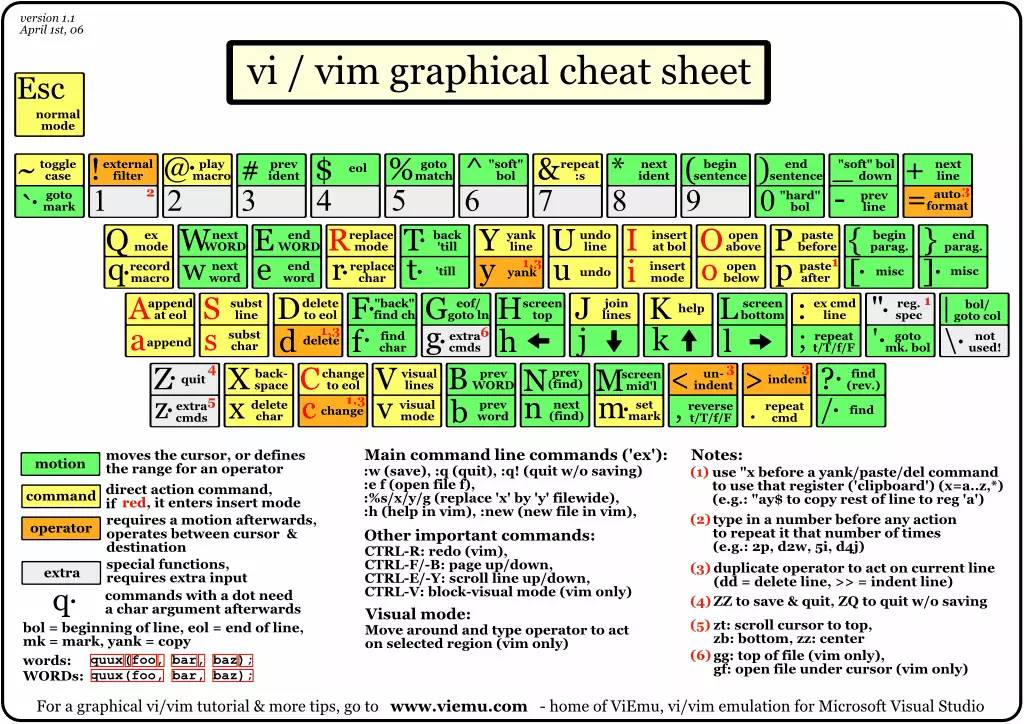 version 1.1
April 1st, 06
vi / vim graphical cheat sheet
Esc
normal
mode
~ toggle case
! external filter
@· play macro
# prev ident
$ eol
% goto match
^ "soft" bol
& repeat :s
* next ident
( begin sentence
) end sentence
_ "soft" bol down
+ next line
`· goto mark
1 2
2
3
4
5
6
7
8
9
0 "hard" bol
- prev line
= auto 3 format
Q ex mode
W next WORD
E end WORD
R replace mode
T· back 'till
Y yank line
U undo line
I insert at bol
O open above
P paste before
{ begin parag.
} end parag.
q· record macro
w next word
e end word
r· replace char
t· 'till
y yank 1,3
u undo
i insert mode
o open below
p paste 1 after
[· misc
]· misc
A append at eol
S subst line
D delete to eol
F· "back" find ch
G eof/ goto ln
H screen top
J join lines
K help
L screen bottom
: ex cmd line
"· reg. 1 spec
| bol/ goto col
a append
s subst char
d delete 1,3
f· find char
g· extra 6 cmds
h ←
j ↓
k ↑
l →
; repeat t/T/f/F
'· goto mk. bol
\· not used!
Z· quit 4
X back-space
C change to eol
V visual lines
B prev WORD
N prev (find)
M screen mid'l
< un- 3 indent
> indent 3
?· find (rev.)
z· extra 5 cmds
x delete char
c change 1,3
v visual mode
b prev word
n next (find)
m· set mark
, reverse t/T/f/F
. repeat cmd
/· find
motion
moves the cursor, or defines
the range for an operator
command
direct action command,
if red, it enters insert mode
operator
requires a motion afterwards,
operates between cursor &
destination
extra
special functions,
requires extra input
q·
commands with a dot need
a char argument afterwards
bol = beginning of line, eol = end of line,
mk = mark, yank = copy
words: quux(foo, bar, baz);
WORDs: quux(foo, bar, baz);
Main command line commands ('ex'):
:w (save), :q (quit), :q! (quit w/o saving)
:e f (open file f),
:%s/x/y/g (replace 'x' by 'y' filewide),
:h (help in vim), :new (new file in vim),
Other important commands:
CTRL-R: redo (vim),
CTRL-F/-B: page up/down,
CTRL-E/-Y: scroll line up/down,
CTRL-V: block-visual mode (vim only)
Visual mode:
Move around and type operator to act
on selected region (vim only)
Notes:
(1) use "x before a yank/paste/del command
to use that register ('clipboard') (x=a..z,*)
(e.g.: "ay$ to copy rest of line to reg 'a')
(2) type in a number before any action
to repeat it that number of times
(e.g.: 2p, d2w, 5i, d4j)
(3) duplicate operator to act on current line
(dd = delete line, >> = indent line)
(4) ZZ to save & quit, ZQ to quit w/o saving
(5) zt: scroll cursor to top,
zb: bottom, zz: center
(6) gg: top of file (vim only),
gf: open file under cursor (vim only)
For a graphical vi/vim tutorial & more tips, go to www.viemu.com - home of ViEmu, vi/vim emulation for Microsoft Visual Studio